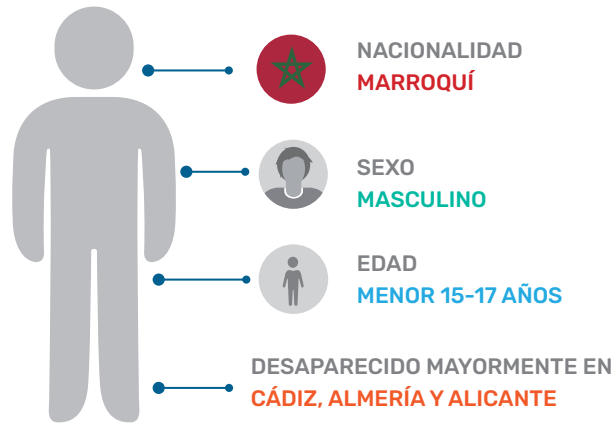 NACIONALIDAD
MARROQUÍ
SEXO
MASCULINO
EDAD
MENOR 15-17 AÑOS
DESAPARECIDO MAYORMENTE EN
CÁDIZ, ALMERÍA Y ALICANTE